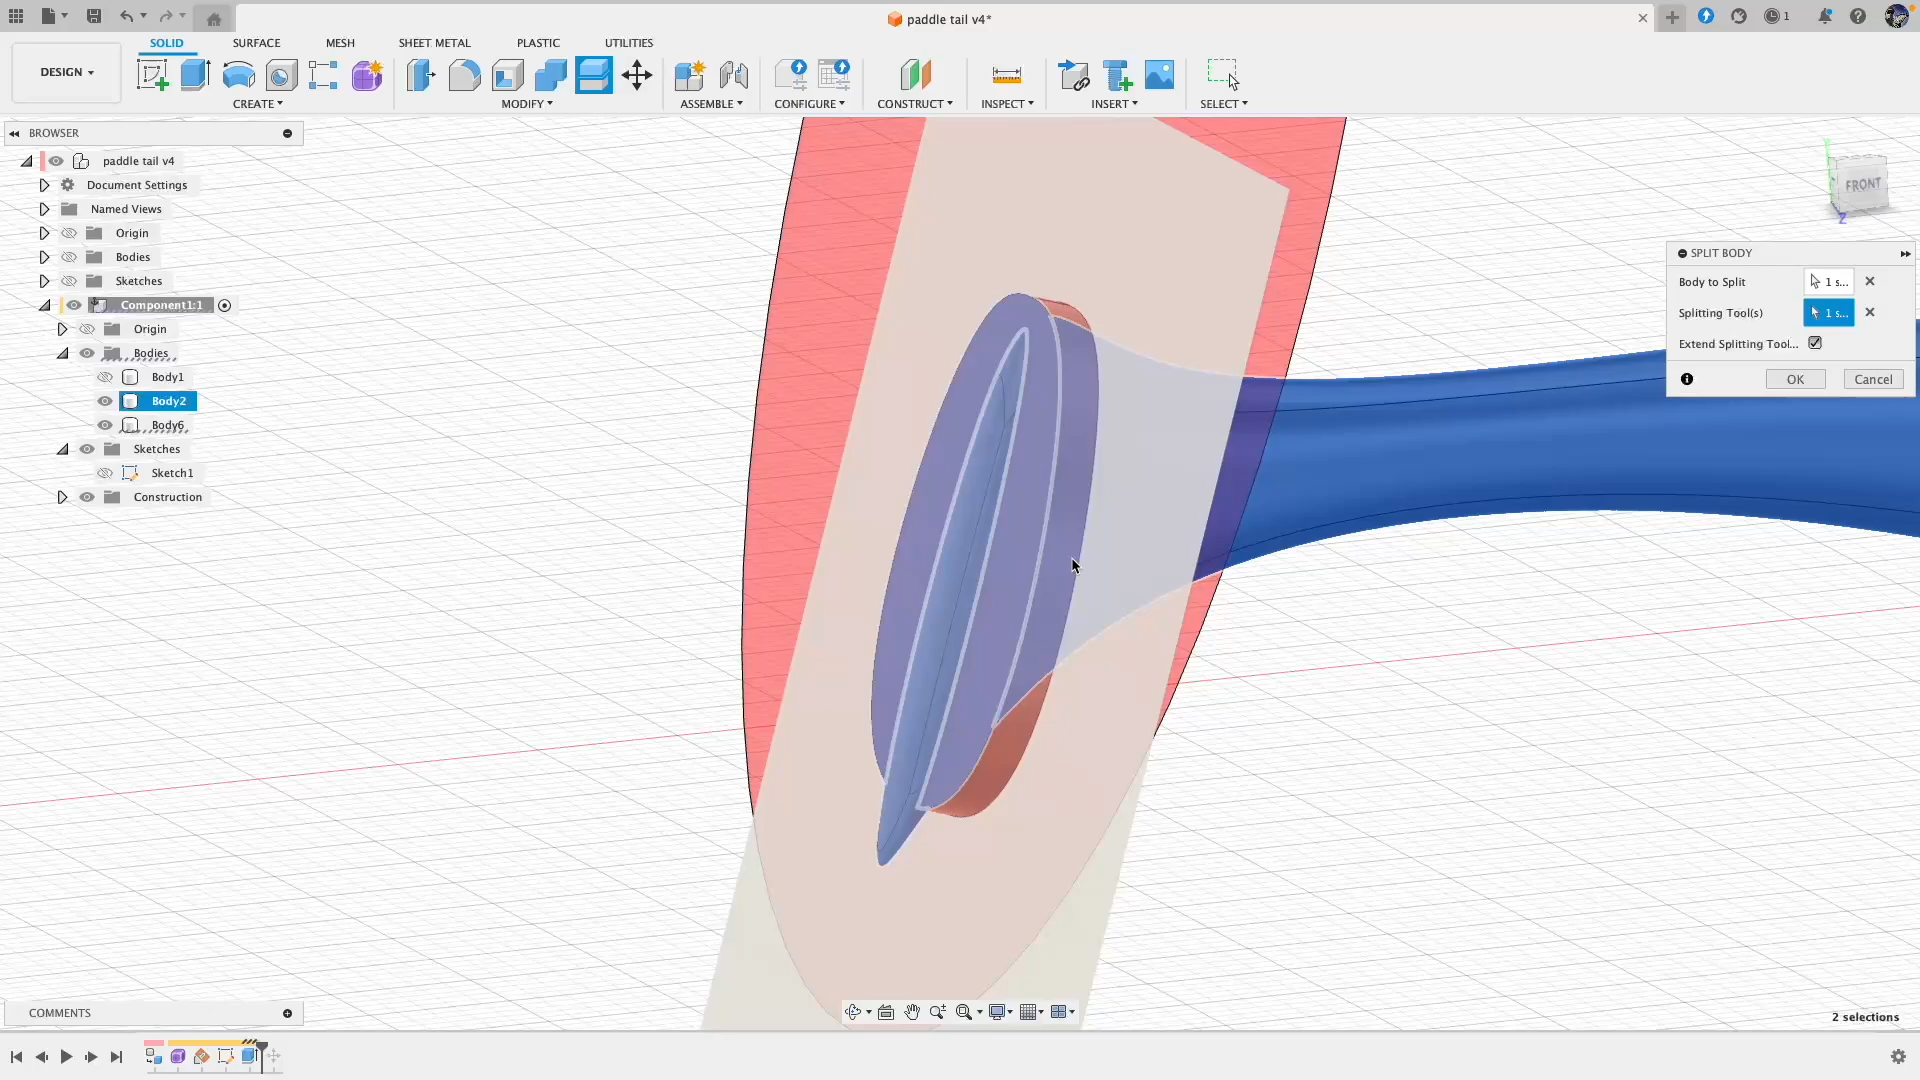 paddle tail v4*
1
DESIGN
SOLID
SURFACE
MESH
SHEET METAL
PLASTIC
UTILITIES
CREATE
MODIFY
ASSEMBLE
CONFIGURE
CONSTRUCT
INSPECT
INSERT
SELECT
BROWSER
paddle tail v4
Document Settings
Named Views
Origin
Bodies
Sketches
Component1:1
Origin
Bodies
Body1
Body2
Body6
Sketches
Sketch1
Construction
FRONT
Z
SPLIT BODY
Body to Split
1 s...
Splitting Tool(s)
1 s...
Extend Splitting Tool...
OK
Cancel
COMMENTS
2 selections